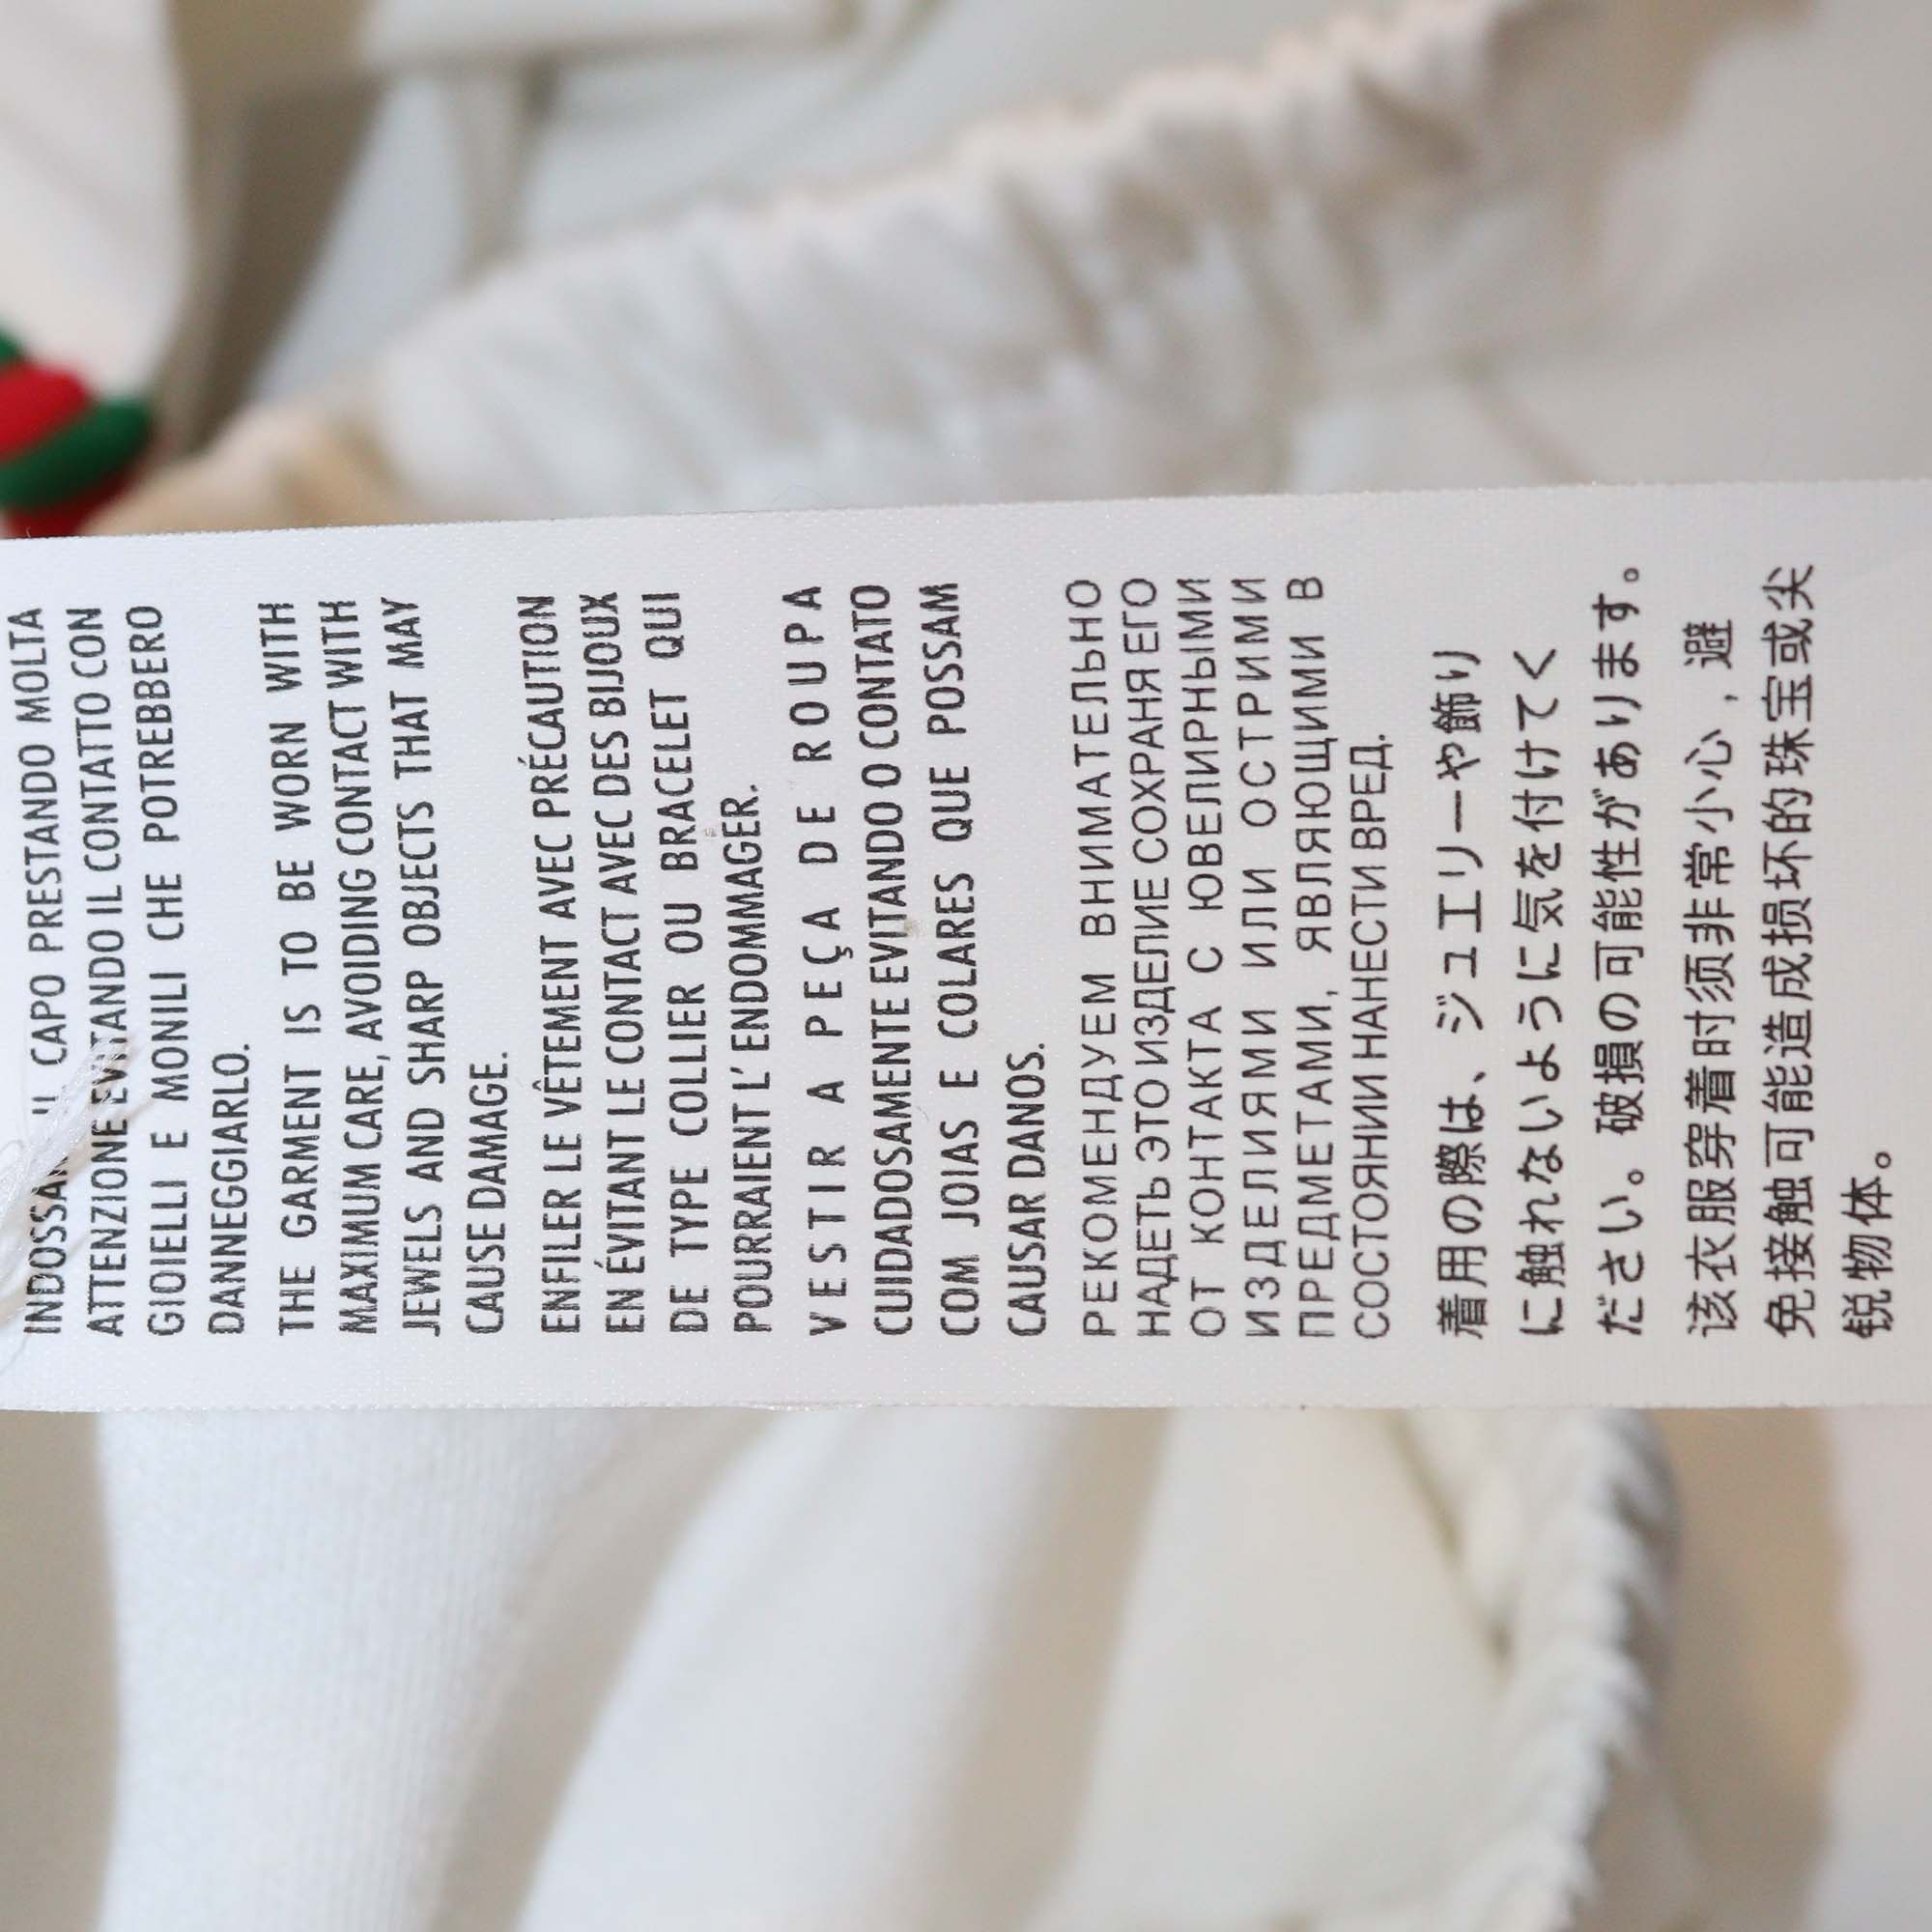 INDOSSARE IL CAPO PRESTANDO MOLTA
ATTENZIONE EVITANDO IL CONTATTO CON
GIOIELLI E MONILI CHE POTREBBERO
DANNEGGIARLO.
THE GARMENT IS TO BE WORN WITH
MAXIMUM CARE, AVOIDING CONTACT WITH
JEWELS AND SHARP OBJECTS THAT MAY
CAUSE DAMAGE.
ENFILER LE VÊTEMENT AVEC PRÉCAUTION
EN ÉVITANT LE CONTACT AVEC DES BIJOUX
DE TYPE COLLIER OU BRACELET QUI
POURRAIENT L' ENDOMMAGER.
VESTIR A PEÇA DE ROUPA
CUIDADOSAMENTE EVITANDO O CONTATO
COM JOIAS E COLARES QUE POSSAM
CAUSAR DANOS.
РЕКОМЕНДУЕМ ВНИМАТЕЛЬНО
НАДЕТЬ ЭТО ИЗДЕЛИЕ СОХРАНЯ ЕГО
ОТ КОНТАКТА С ЮВЕЛИРНЫМИ
ИЗДЕЛИЯМИ ИЛИ ОСТРИМИ
ПРЕДМЕТАМИ, ЯВЛЯЮЩИМИ В
СОСТОЯНИИ НАНЕСТИ ВРЕД.
着用の際は、ジュエリーや飾り
に触れないように気を付けてく
ださい。破損の可能性があります。
该衣服穿着时须非常小心，避
免接触可能造成损坏的珠宝或尖
锐物体。